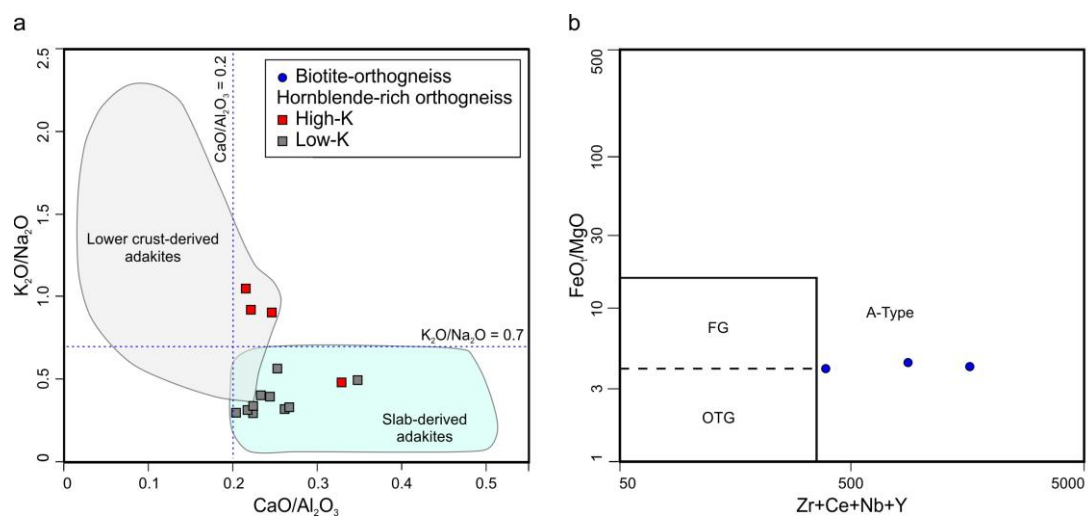 a
2.5
2.0
1.5
1.0
0.5
0
K₂O/Na₂O
CaO/Al₂O₃ = 0.2
Biotite-orthogneiss
Hornblende-rich orthogneiss
High-K
Low-K
Lower crust-derived
adakites
K₂O/Na₂O = 0.7
Slab-derived
adakites
0 0.1 0.2 0.3 0.4 0.5
CaO/Al₂O₃
b
500
100
30
10
3
1
FeOₜ/MgO
A-Type
FG
OTG
50 500 5000
Zr+Ce+Nb+Y